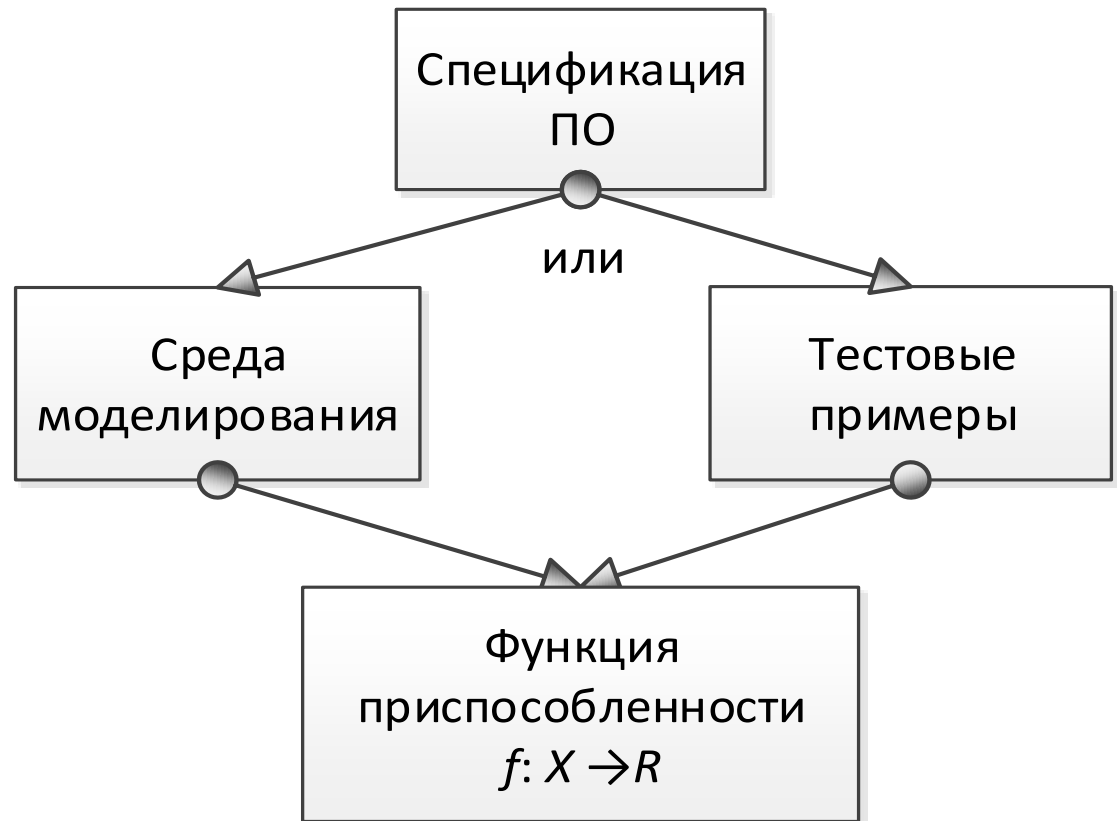 Спецификация
ПО
или
Среда
моделирования
Тестовые
примеры
Функция
приспособленности
f: X →R